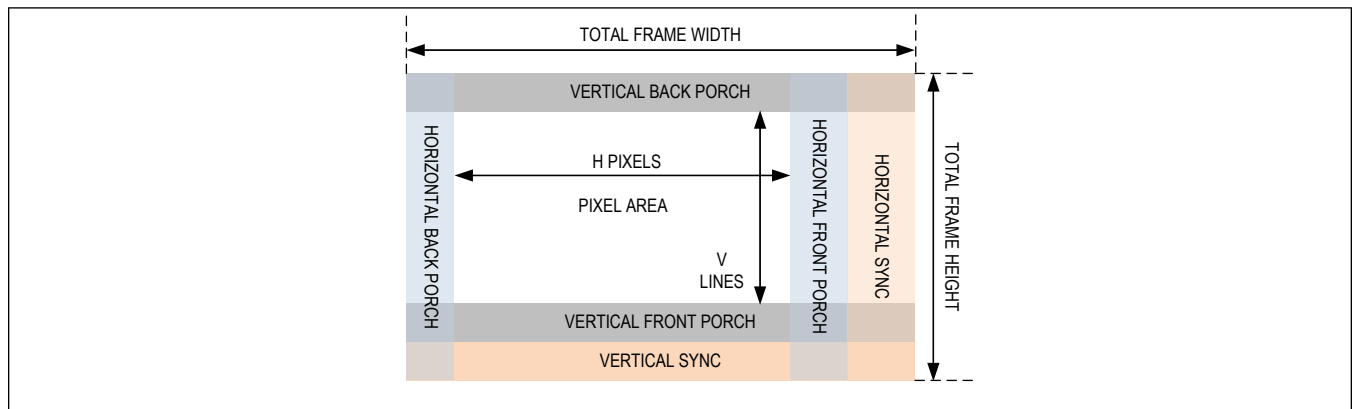 TOTAL FRAME WIDTH
VERTICAL BACK PORCH
HORIZONTAL BACK PORCH
H PIXELS
PIXEL AREA
V
LINES
HORIZONTAL FRONT PORCH
HORIZONTAL SYNC
TOTAL FRAME HEIGHT
VERTICAL FRONT PORCH
VERTICAL SYNC